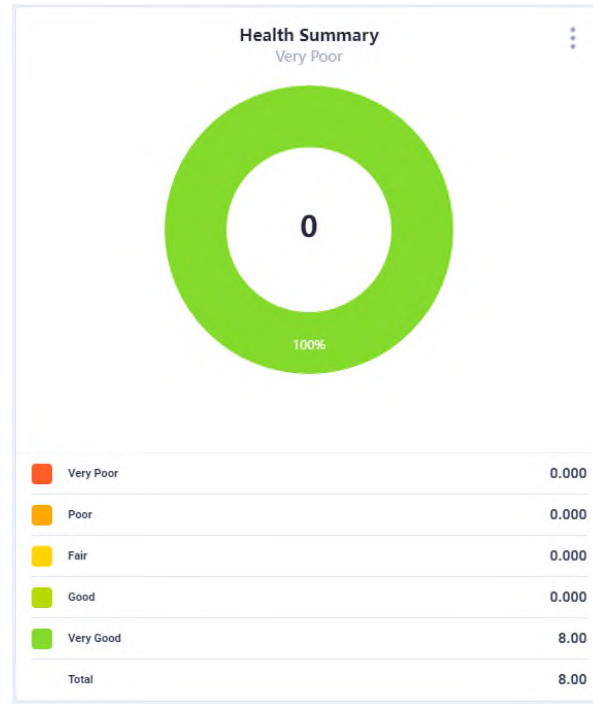 Health Summary
Very Poor
0
100%
Very Poor 0.000
Poor 0.000
Fair 0.000
Good 0.000
Very Good 8.00
Total 8.00